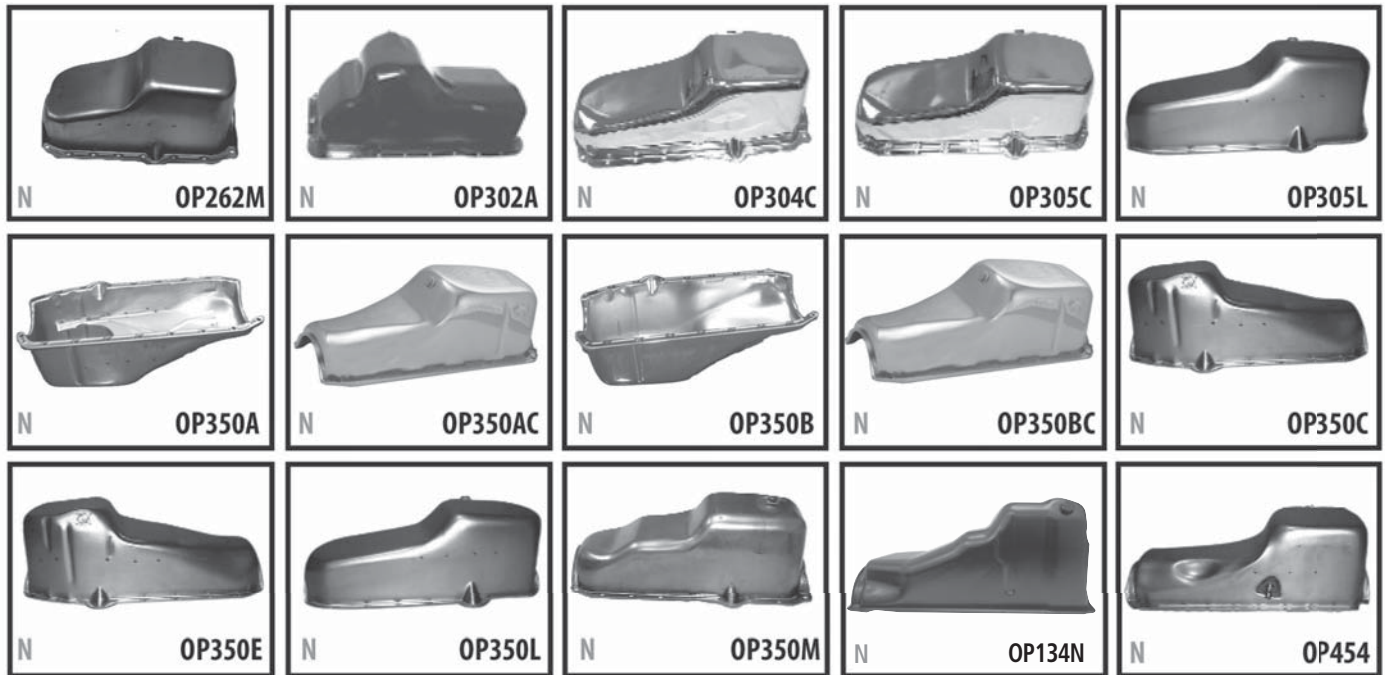 N OP262M
N OP302A
N OP304C
N OP305C
N OP305L
N OP350A
N OP350AC
N OP350B
N OP350BC
N OP350C
N OP350E
N OP350L
N OP350M
N OP134N
N OP454